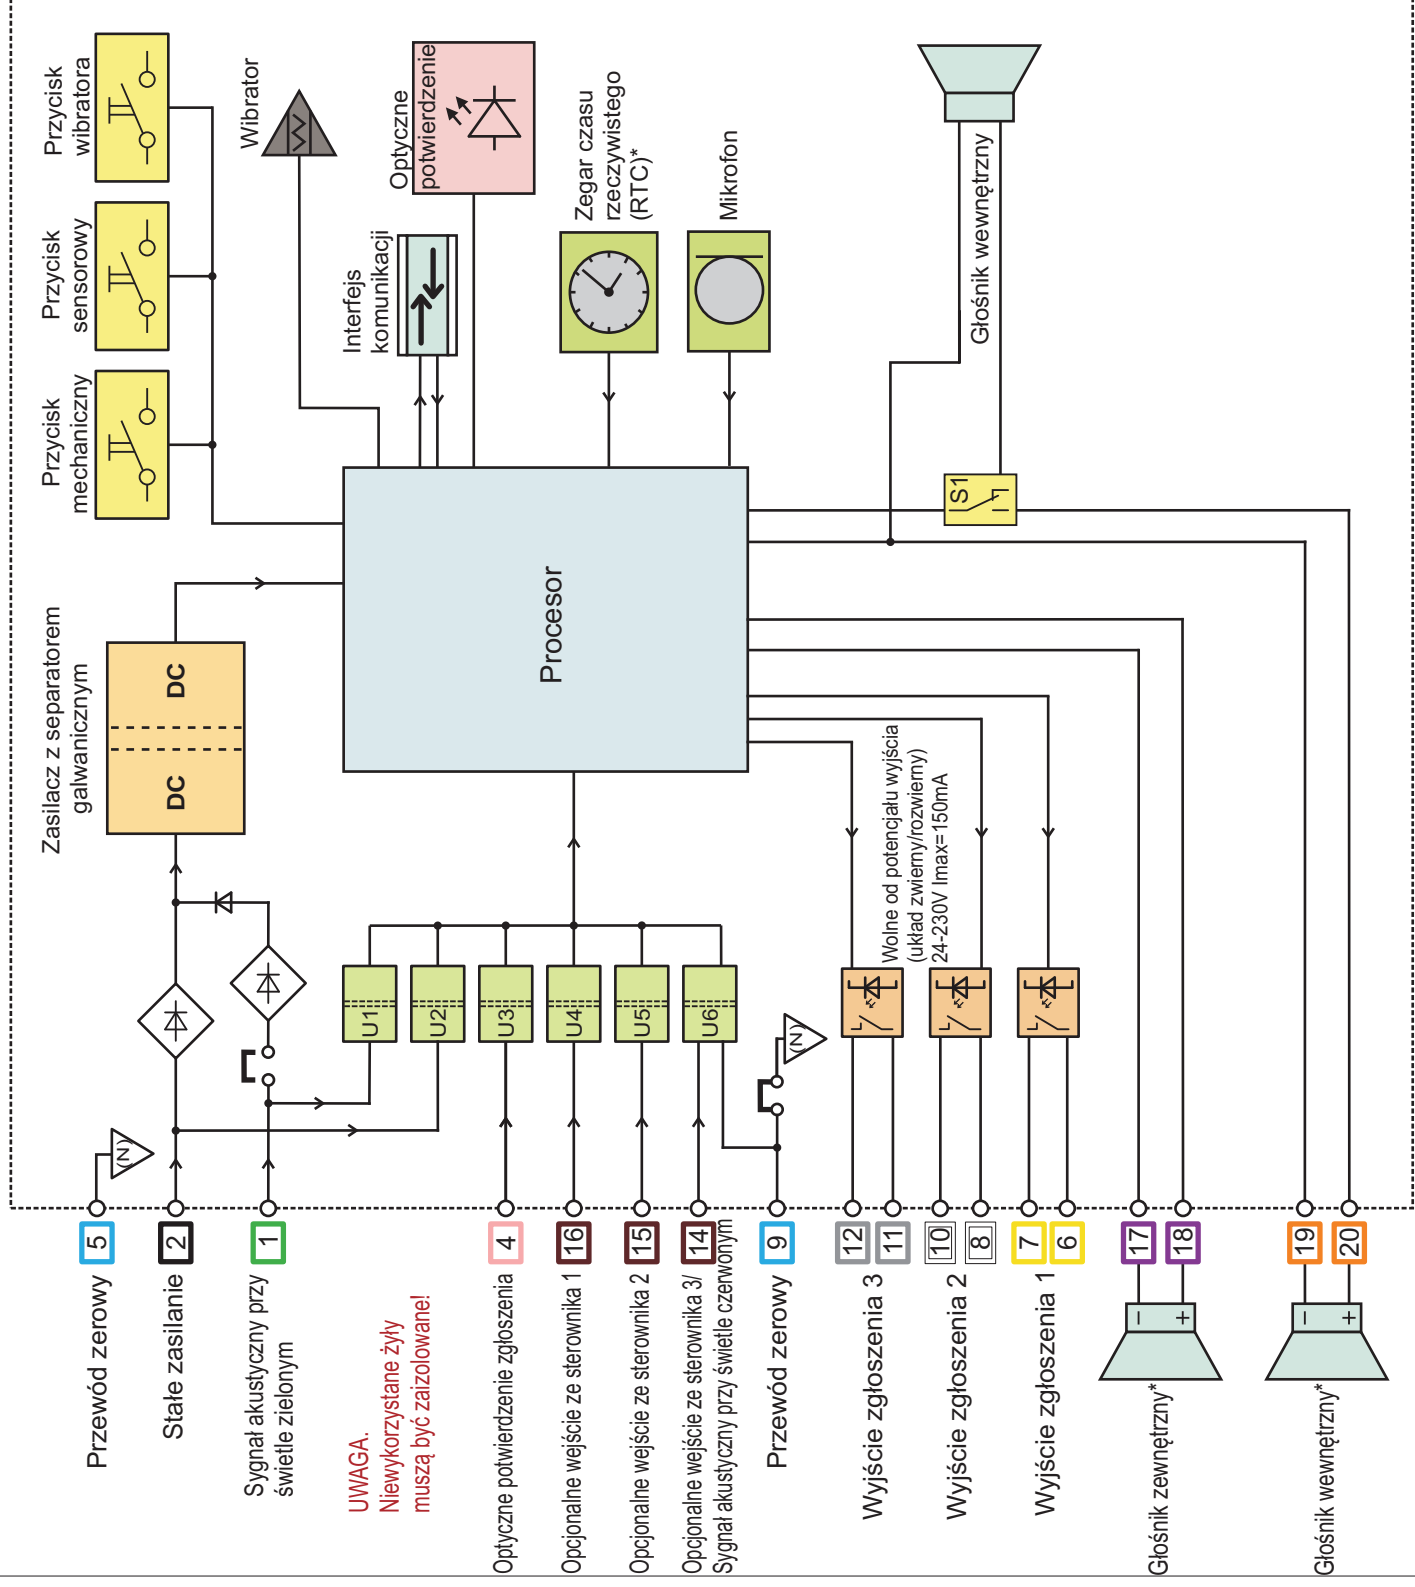 Przewód zerowy
5
(N)
Stałe zasilanie
2
Sygnał akustyczny przy
świetle zielonym
1
UWAGA.
Niewykorzystane żyły
muszą być zaizolowane!
Optyczne potwierdzenie zgłoszenia
4
Opcjonalne wejście ze sterownika 1
16
Opcjonalne wejście ze sterownika 2
15
Opcjonalne wejście ze sterownika 3/
Sygnał akustyczny przy świetle czerwonym
14
Przewód zerowy
9
(N)
Wyjście zgłoszenia 3
12
11
Wyjście zgłoszenia 2
10
8
Wyjście zgłoszenia 1
7
6
Głośnik zewnętrzny*
–
+
17
18
Głośnik wewnętrzny*
–
+
19
20
U1
U2
U3
U4
U5
U6
Zasilacz z separatorem
galwanicznym
DC
DC
Procesor
Wolne od potencjału wyjścia
(układ zwierny/rozwierny)
24-230V Imax=150mA
Przycisk
mechaniczny
Przycisk
sensorowy
Przycisk
wibratora
Wibrator
Interfejs
komunikacji
Optyczne
potwierdzenie
Zegar czasu
rzeczywistego
(RTC)*
Mikrofon
S1
Głośnik wewnętrzny